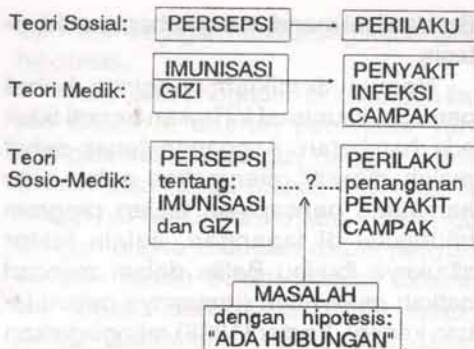 Teori Sosial: PERSEPSI PERILAKU
IMUNISASI PENYAKIT
Teori Medik: GIZI INFEKSI
CAMPAK
Teori PERSEPSI PERILAKU
Sosio-Medik: tentang: ....?.... penanganan
IMUNISASI PENYAKIT
dan GIZI CAMPAK
MASALAH
dengan hipotesis:
"ADA HUBUNGAN"